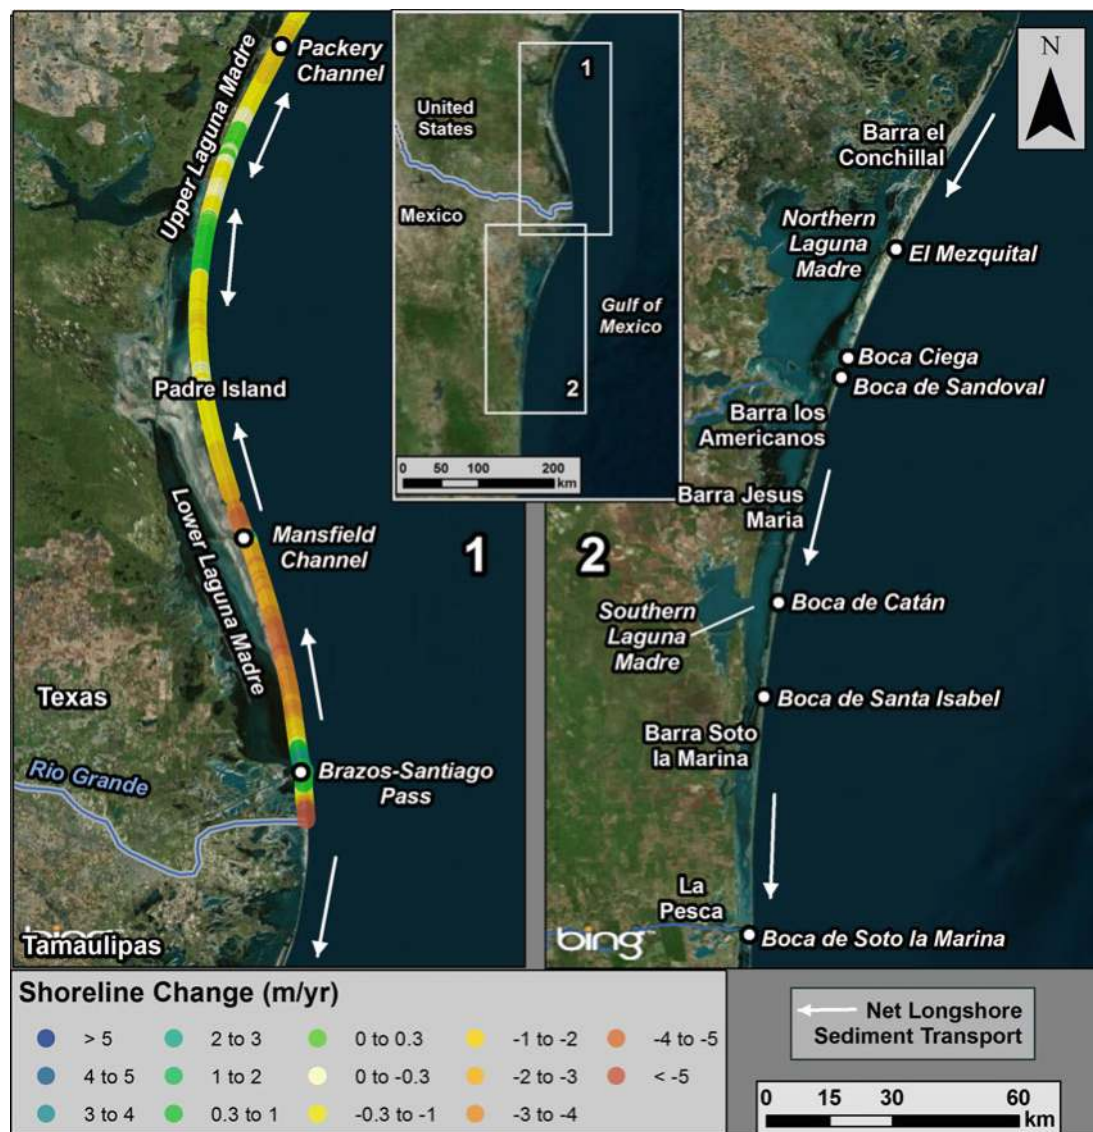 Packery
Channel
Upper Laguna Madre
Padre Island
Lower Laguna Madre
Mansfield
Channel
1
Texas
Rio Grande
Brazos-Santiago
Pass
Tamaulipas
bing
1
United
States
Mexico
Gulf of
Mexico
2
0 50 100 200
km
N
Barra el
Conchillal
Northern
Laguna
Madre
El Mezquital
Boca Ciega
Boca de Sandoval
Barra los
Americanos
Barra Jesus
Maria
2
Southern
Laguna
Madre
Boca de Catán
Boca de Santa Isabel
Barra Soto
la Marina
La
Pesca
bing
Boca de Soto la Marina
Shoreline Change (m/yr)
> 5 2 to 3 0 to 0.3 -1 to -2 -4 to -5
4 to 5 1 to 2 0 to -0.3 -2 to -3 < -5
3 to 4 0.3 to 1 -0.3 to -1 -3 to -4
Net Longshore
Sediment Transport
0 15 30 60
km